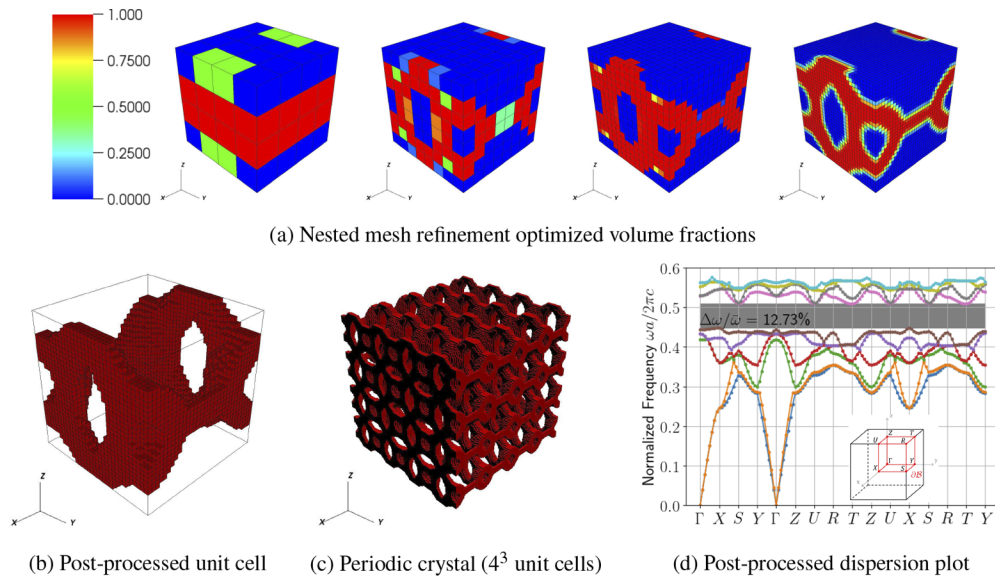 1.000
0.7500
0.5000
0.2500
0.0000
Z
X Y
Z
X Y
Z
X Y
Z
X Y
(a) Nested mesh refinement optimized volume fractions
Z
X Y
(b) Post-processed unit cell
Z
X Y
(c) Periodic crystal (4³ unit cells)
Normalized Frequency ωa/2πc
0.6
0.5
0.4
0.3
0.2
0.1
0.0
Δω/ω̄ = 12.73%
Z T
U R
Γ Y
X S ∂B
Γ X S Y Γ Z U R T Z U X S R T Y
(d) Post-processed dispersion plot